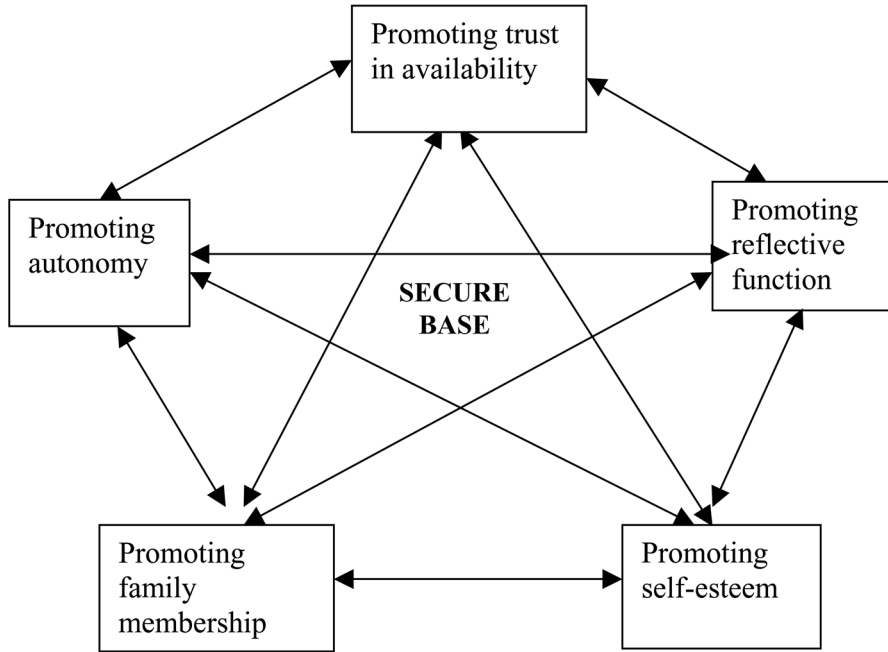 Promoting trust
in availability
Promoting
autonomy
Promoting
reflective
function
SECURE
BASE
Promoting
family
membership
Promoting
self-esteem